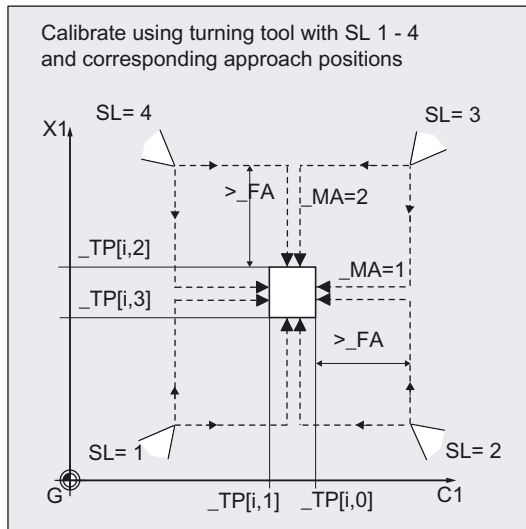 Calibrate using turning tool with SL 1 - 4
and corresponding approach positions
SL= 4
SL= 3
X1
>_FA
_MA=2
_TP[i,2]
_MA=1
_TP[i,3]
>_FA
SL= 1
SL= 2
G
_TP[i,1]
_TP[i,0]
C1